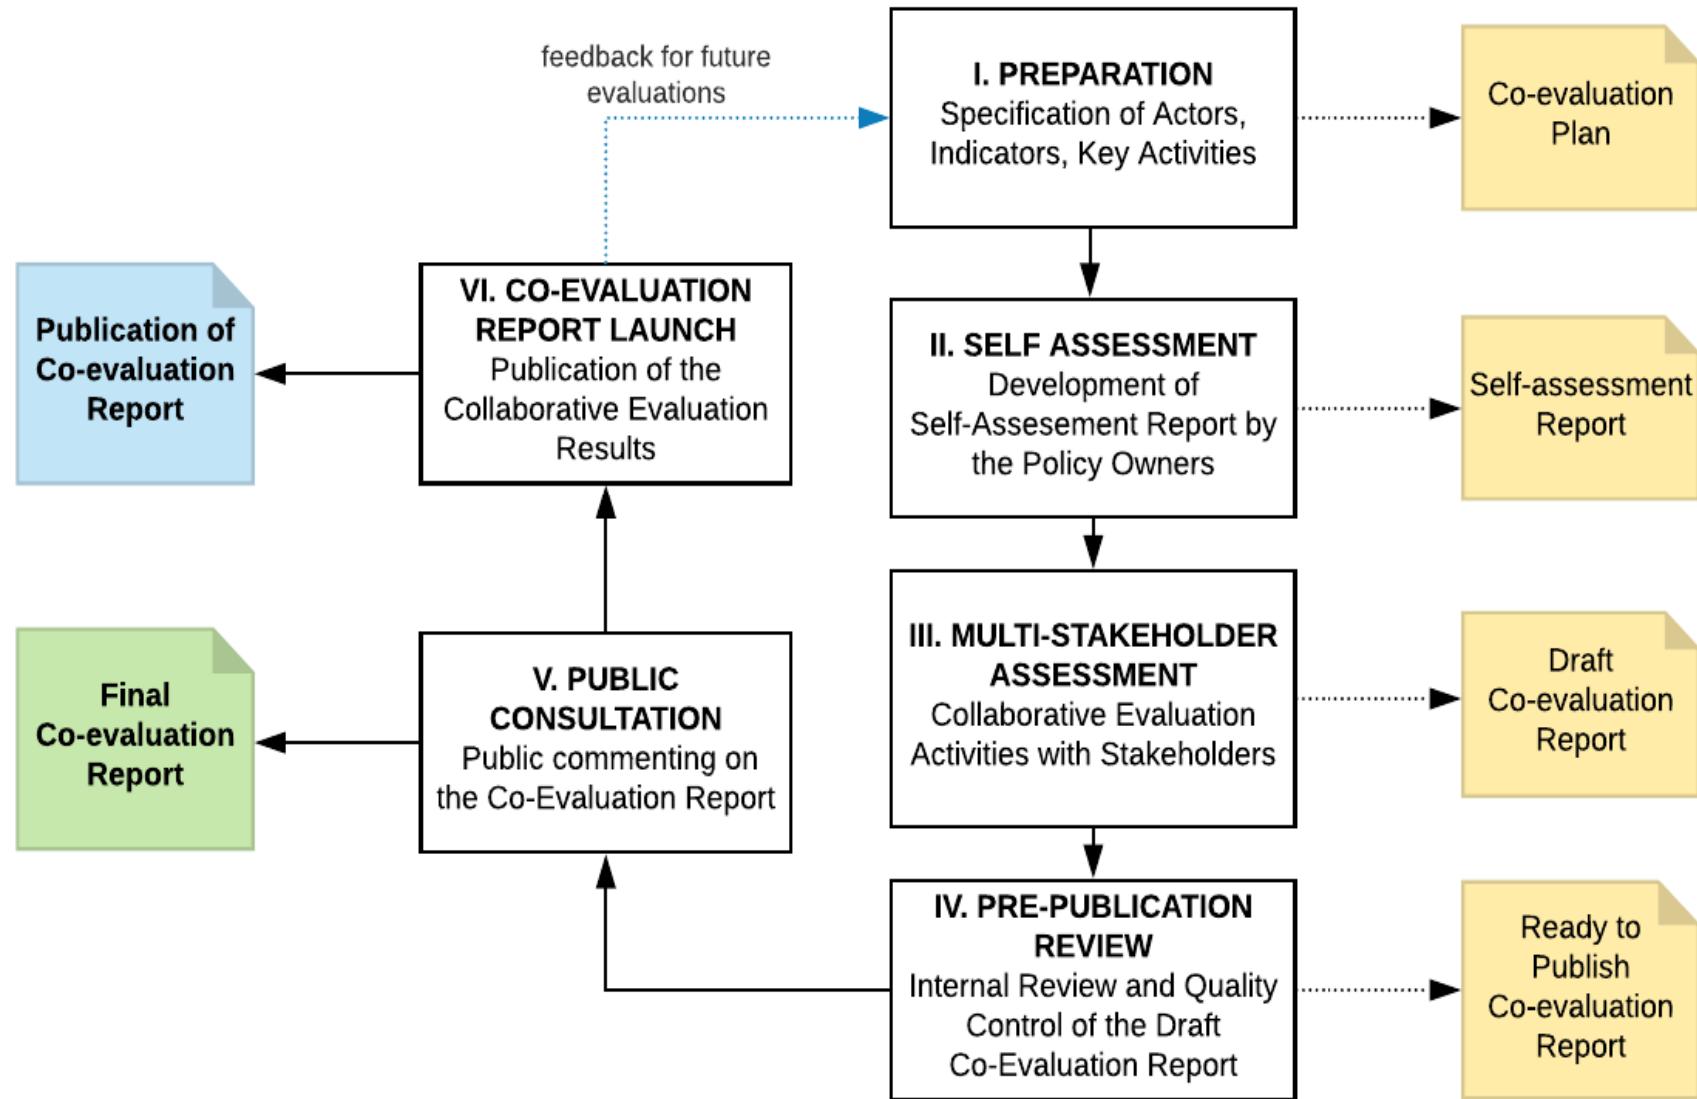 feedback for future
evaluations
I. PREPARATION
Specification of Actors,
Indicators, Key Activities
Co-evaluation
Plan
Publication of
Co-evaluation
Report
VI. CO-EVALUATION
REPORT LAUNCH
Publication of the
Collaborative Evaluation
Results
II. SELF ASSESSMENT
Development of
Self-Assesement Report by
the Policy Owners
Self-assessment
Report
Final
Co-evaluation
Report
V. PUBLIC
CONSULTATION
Public commenting on
the Co-Evaluation Report
III. MULTI-STAKEHOLDER
ASSESSMENT
Collaborative Evaluation
Activities with Stakeholders
Draft
Co-evaluation
Report
IV. PRE-PUBLICATION
REVIEW
Internal Review and Quality
Control of the Draft
Co-Evaluation Report
Ready to
Publish
Co-evaluation
Report